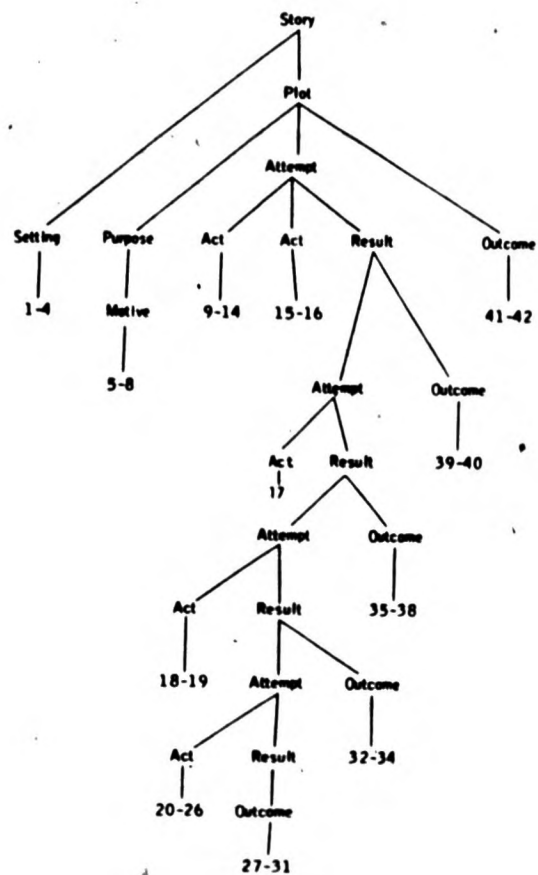 Story
Plot
Attempt
Setting Purpose Act Act Result Outcome
1-4 Motive 9-14 15-16 41-42
5-8
Attempt Outcome
Act Result 39-40
17
Attempt Outcome
Act Result 35-38
18-19 Attempt Outcome
Act Result 32-34
20-26 Outcome
27-31